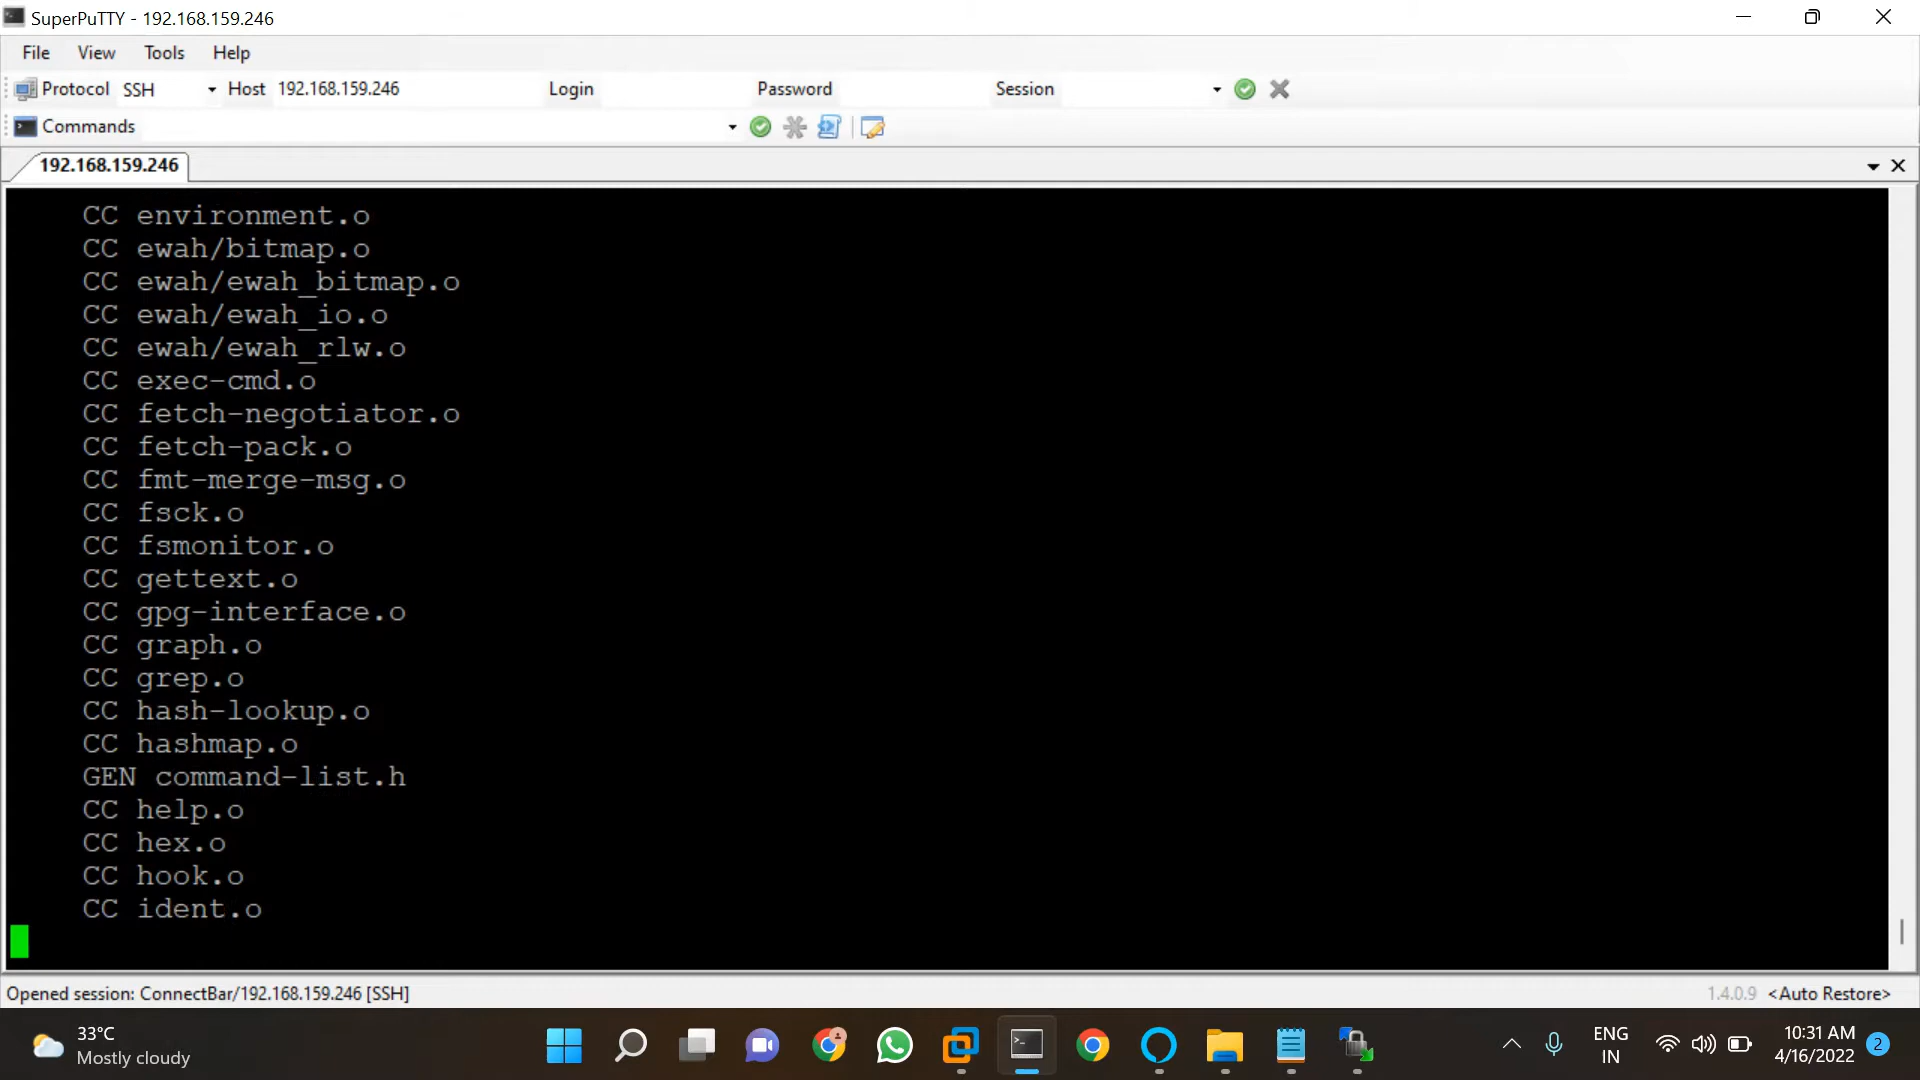 SuperPuTTY - 192.168.159.246
File View Tools Help
Protocol SSH Host 192.168.159.246 Login Password Session
Commands
192.168.159.246
CC environment.o
CC ewah/bitmap.o
CC ewah/ewah_bitmap.o
CC ewah/ewah_io.o
CC ewah/ewah_rlw.o
CC exec-cmd.o
CC fetch-negotiator.o
CC fetch-pack.o
CC fmt-merge-msg.o
CC fsck.o
CC fsmonitor.o
CC gettext.o
CC gpg-interface.o
CC graph.o
CC grep.o
CC hash-lookup.o
CC hashmap.o
GEN command-list.h
CC help.o
CC hex.o
CC hook.o
CC ident.o
Opened session: ConnectBar/192.168.159.246 [SSH] 1.4.0.9 <Auto Restore>
33°C
Mostly cloudy
ENG
IN
10:31 AM
4/16/2022
2